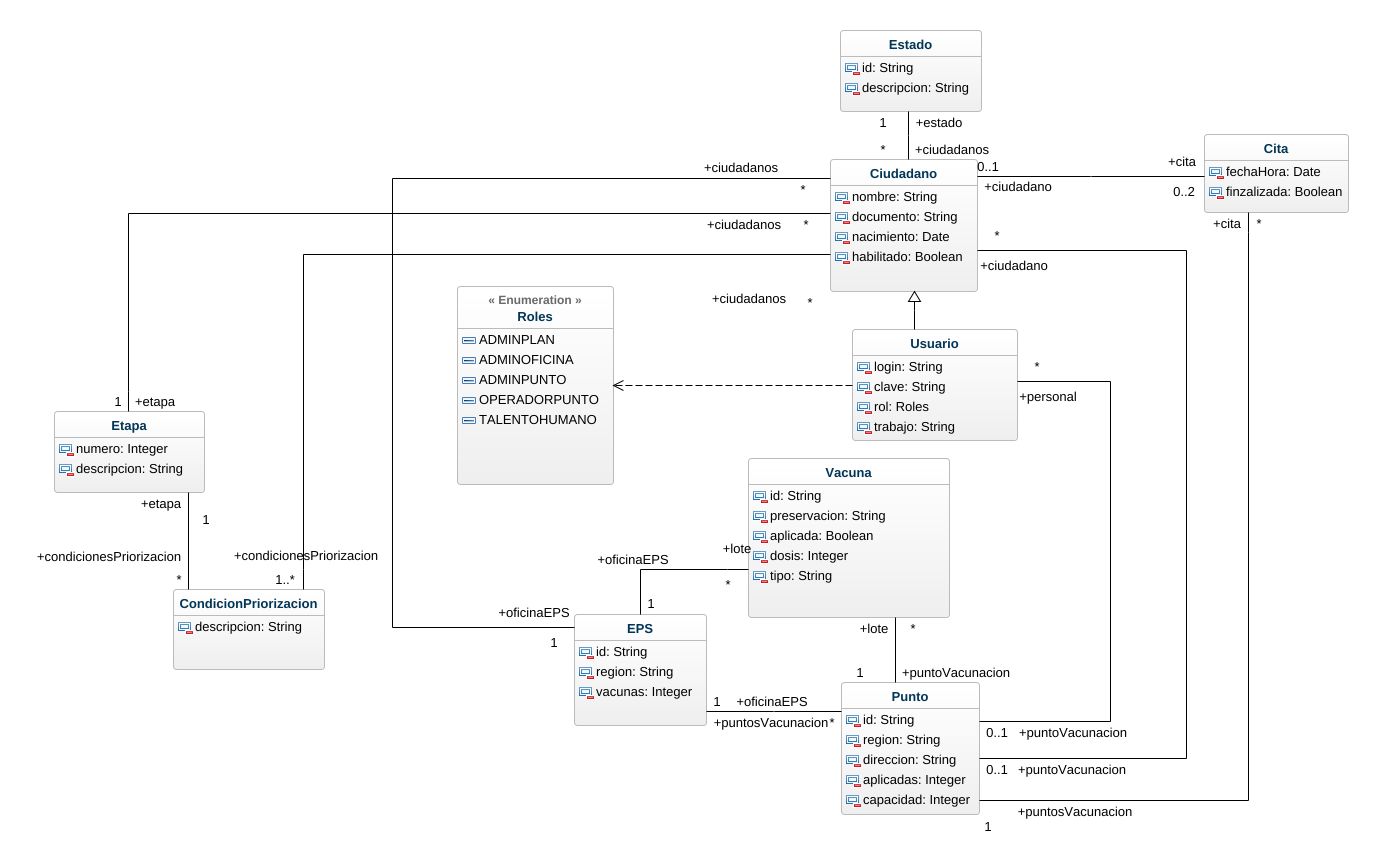 Estado
id: String
descripcion: String
1 +estado
* +ciudadanos
Cita
fechaHora: Date
finzalizada: Boolean
+cita
0..2
0..1
+ciudadano
Ciudadano
nombre: String
documento: String
nacimiento: Date
habilitado: Boolean
+ciudadanos
*
+ciudadanos *
+ciudadanos *
*
+ciudadano
+cita *
« Enumeration »
Roles
ADMINPLAN
ADMINOFICINA
ADMINPUNTO
OPERADORPUNTO
TALENTOHUMANO
Usuario
login: String
clave: String
rol: Roles
trabajo: String
*
+personal
1 +etapa
Etapa
numero: Integer
descripcion: String
+etapa
1
+condicionesPriorizacion
*
+condicionesPriorizacion
1..*
CondicionPriorizacion
descripcion: String
Vacuna
id: String
preservacion: String
aplicada: Boolean
dosis: Integer
tipo: String
+lote
*
+oficinaEPS
1
+oficinaEPS
1
EPS
id: String
region: String
vacunas: Integer
+lote *
1 +puntoVacunacion
1 +oficinaEPS
+puntosVacunacion*
Punto
id: String
region: String
direccion: String
aplicadas: Integer
capacidad: Integer
0..1 +puntoVacunacion
0..1 +puntoVacunacion
+puntosVacunacion
1